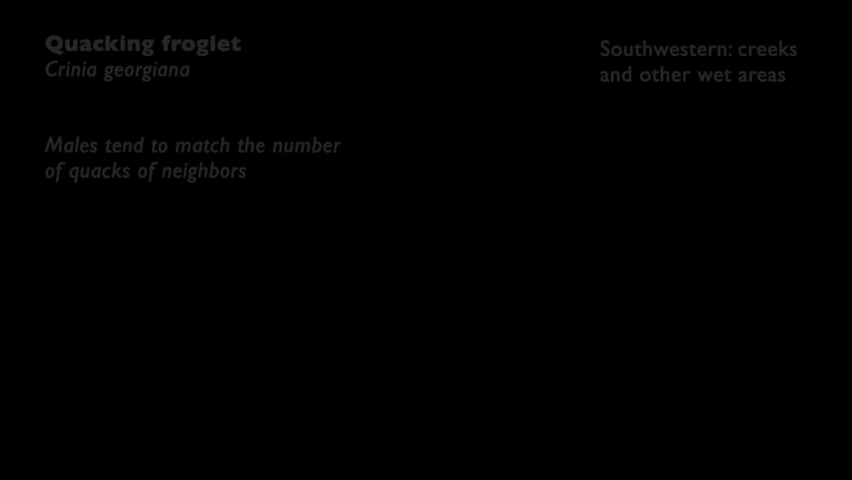 Quacking froglet
Crinia georgiana
Southwestern: creeks
and other wet areas
Males tend to match the number
of quacks of neighbors